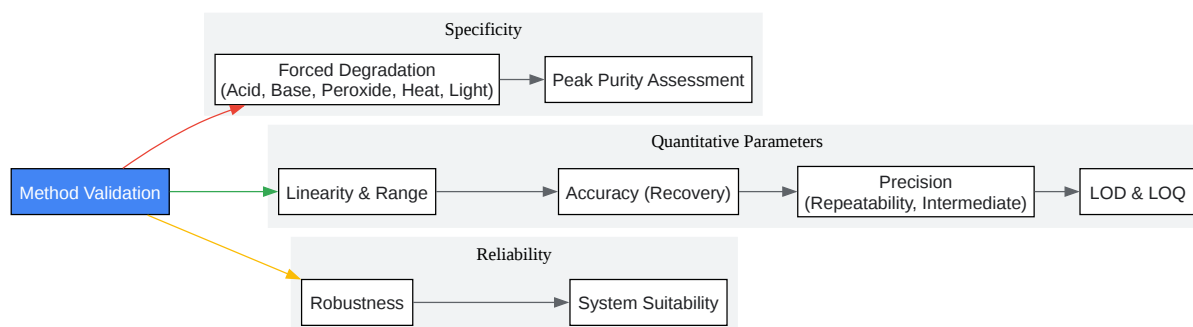 Specificity
Forced Degradation
(Acid, Base, Peroxide, Heat, Light)
Peak Purity Assessment
Quantitative Parameters
Method Validation
Linearity & Range
Accuracy (Recovery)
Precision
(Repeatability, Intermediate)
LOD & LOQ
Reliability
Robustness
System Suitability